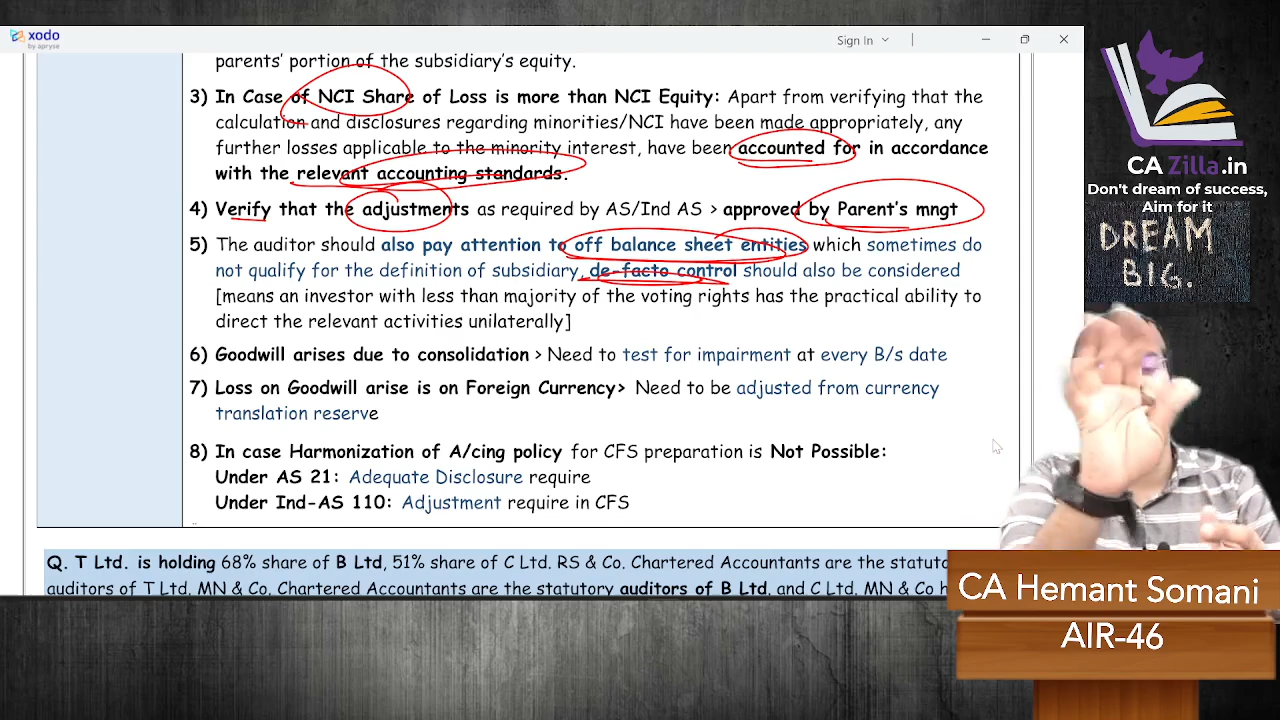 xodo
by apryse
Sign In
parents' portion of the subsidiary's equity.
3) In Case of NCI Share of Loss is more than NCI Equity: Apart from verifying that the
calculation and disclosures regarding minorities/NCI have been made appropriately, any
further losses applicable to the minority interest, have been accounted for in accordance
with the relevant accounting standards.
4) Verify that the adjustments as required by AS/Ind AS > approved by Parent's mngt
5) The auditor should also pay attention to off balance sheet entities which sometimes do
not qualify for the definition of subsidiary, de-facto control should also be considered
[means an investor with less than majority of the voting rights has the practical ability to
direct the relevant activities unilaterally]
6) Goodwill arises due to consolidation > Need to test for impairment at every B/s date
7) Loss on Goodwill arise is on Foreign Currency> Need to be adjusted from currency
translation reserve
8) In case Harmonization of A/cing policy for CFS preparation is Not Possible:
Under AS 21: Adequate Disclosure require
Under Ind-AS 110: Adjustment require in CFS
Q. T Ltd. is holding 68% share of B Ltd, 51% share of C Ltd. RS & Co. Chartered Accountants are the
auditors of T Ltd. MN & Co. Chartered Accountants are the statutory auditors of B Ltd. and C Ltd. MN & Co
CA Zilla.in
Don't dream of success,
Aim for it
DREAM
BIG.
CA Hemant Somani
AIR-46